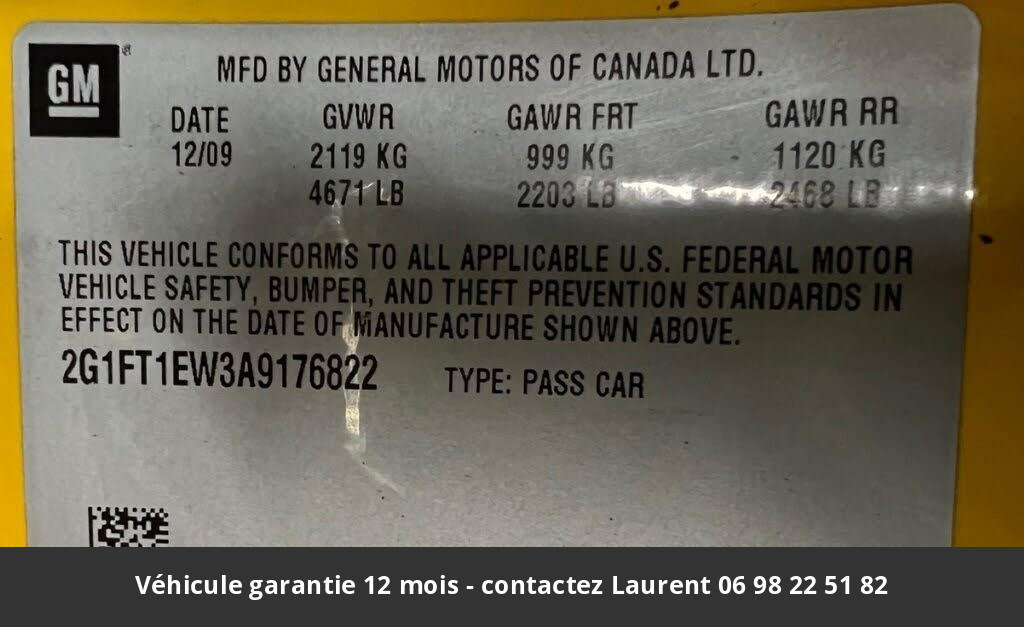 GM
MFD BY GENERAL MOTORS OF CANADA LTD.
DATE GVWR GAWR FRT GAWR RR
12/09 2119 KG 999 KG 1120 KG
4671 LB 2203 LB 2468 LB
THIS VEHICLE CONFORMS TO ALL APPLICABLE U.S. FEDERAL MOTOR
VEHICLE SAFETY, BUMPER, AND THEFT PREVENTION STANDARDS IN
EFFECT ON THE DATE OF MANUFACTURE SHOWN ABOVE.
2G1FT1EW3A9176822 TYPE: PASS CAR
Véhicule garantie 12 mois - contactez Laurent 06 98 22 51 82